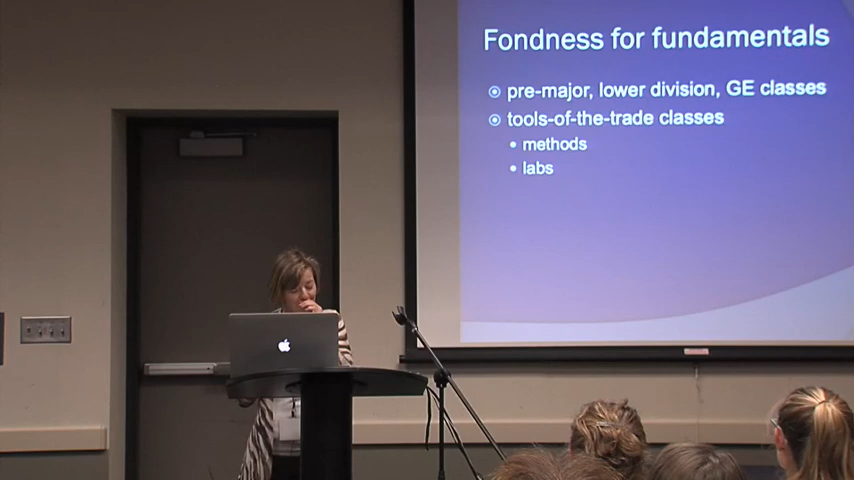 Fondness for fundamentals
pre-major, lower division, GE classes
tools-of-the-trade classes
methods
labs